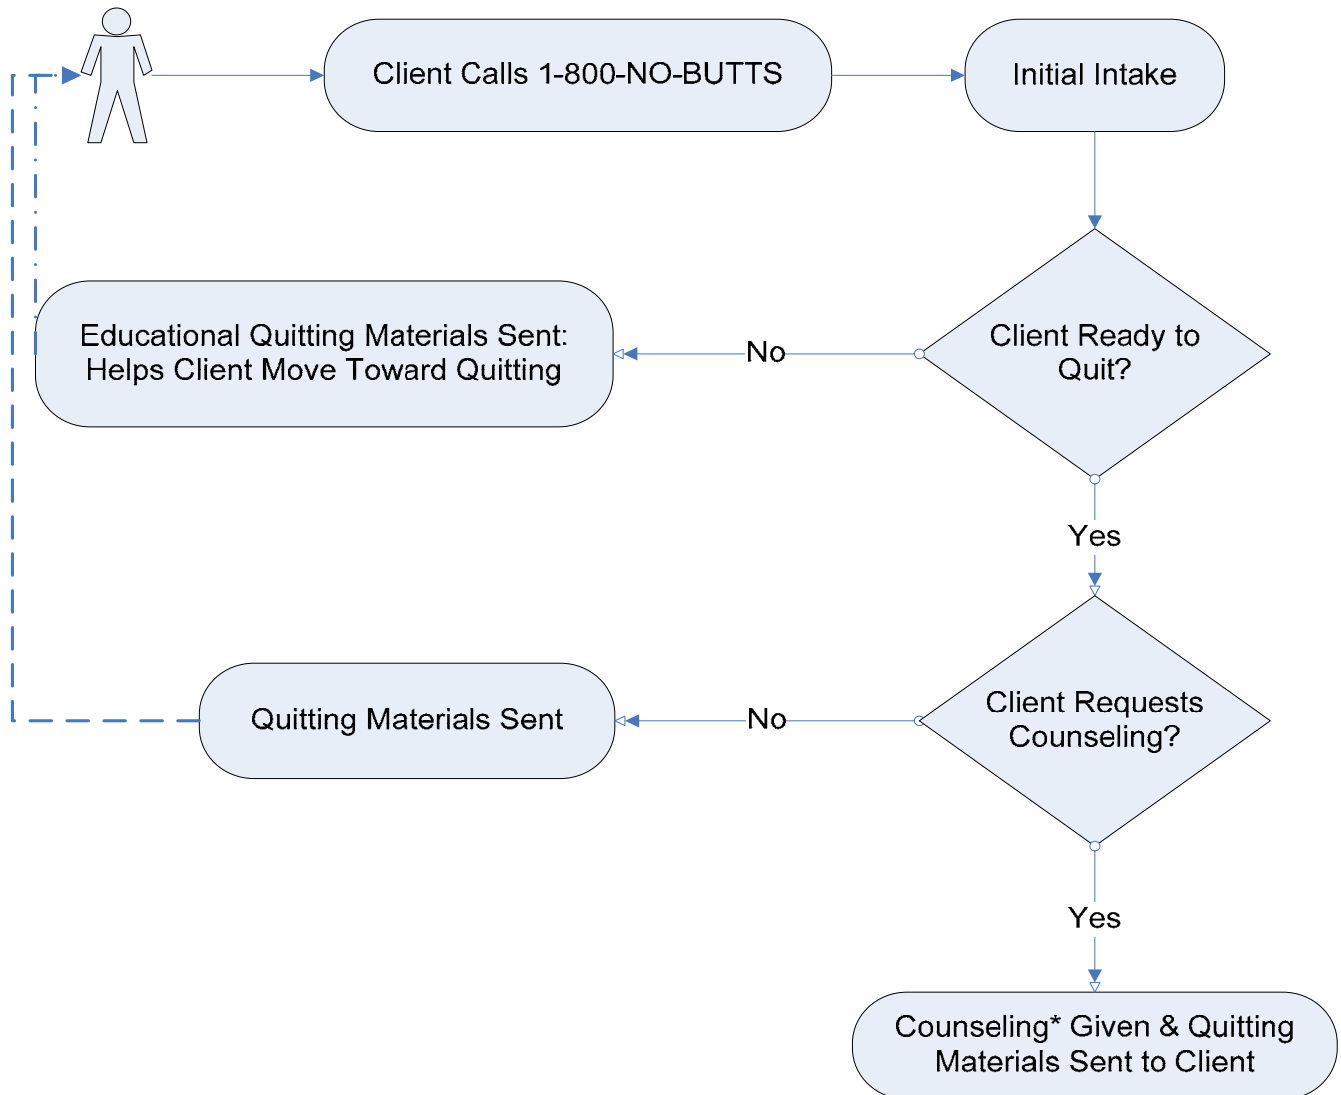 Client Calls 1-800-NO-BUTTS
Initial Intake
Client Ready to
Quit?
No
Educational Quitting Materials Sent:
Helps Client Move Toward Quitting
Yes
Client Requests
Counseling?
No
Quitting Materials Sent
Yes
Counseling* Given & Quitting
Materials Sent to Client